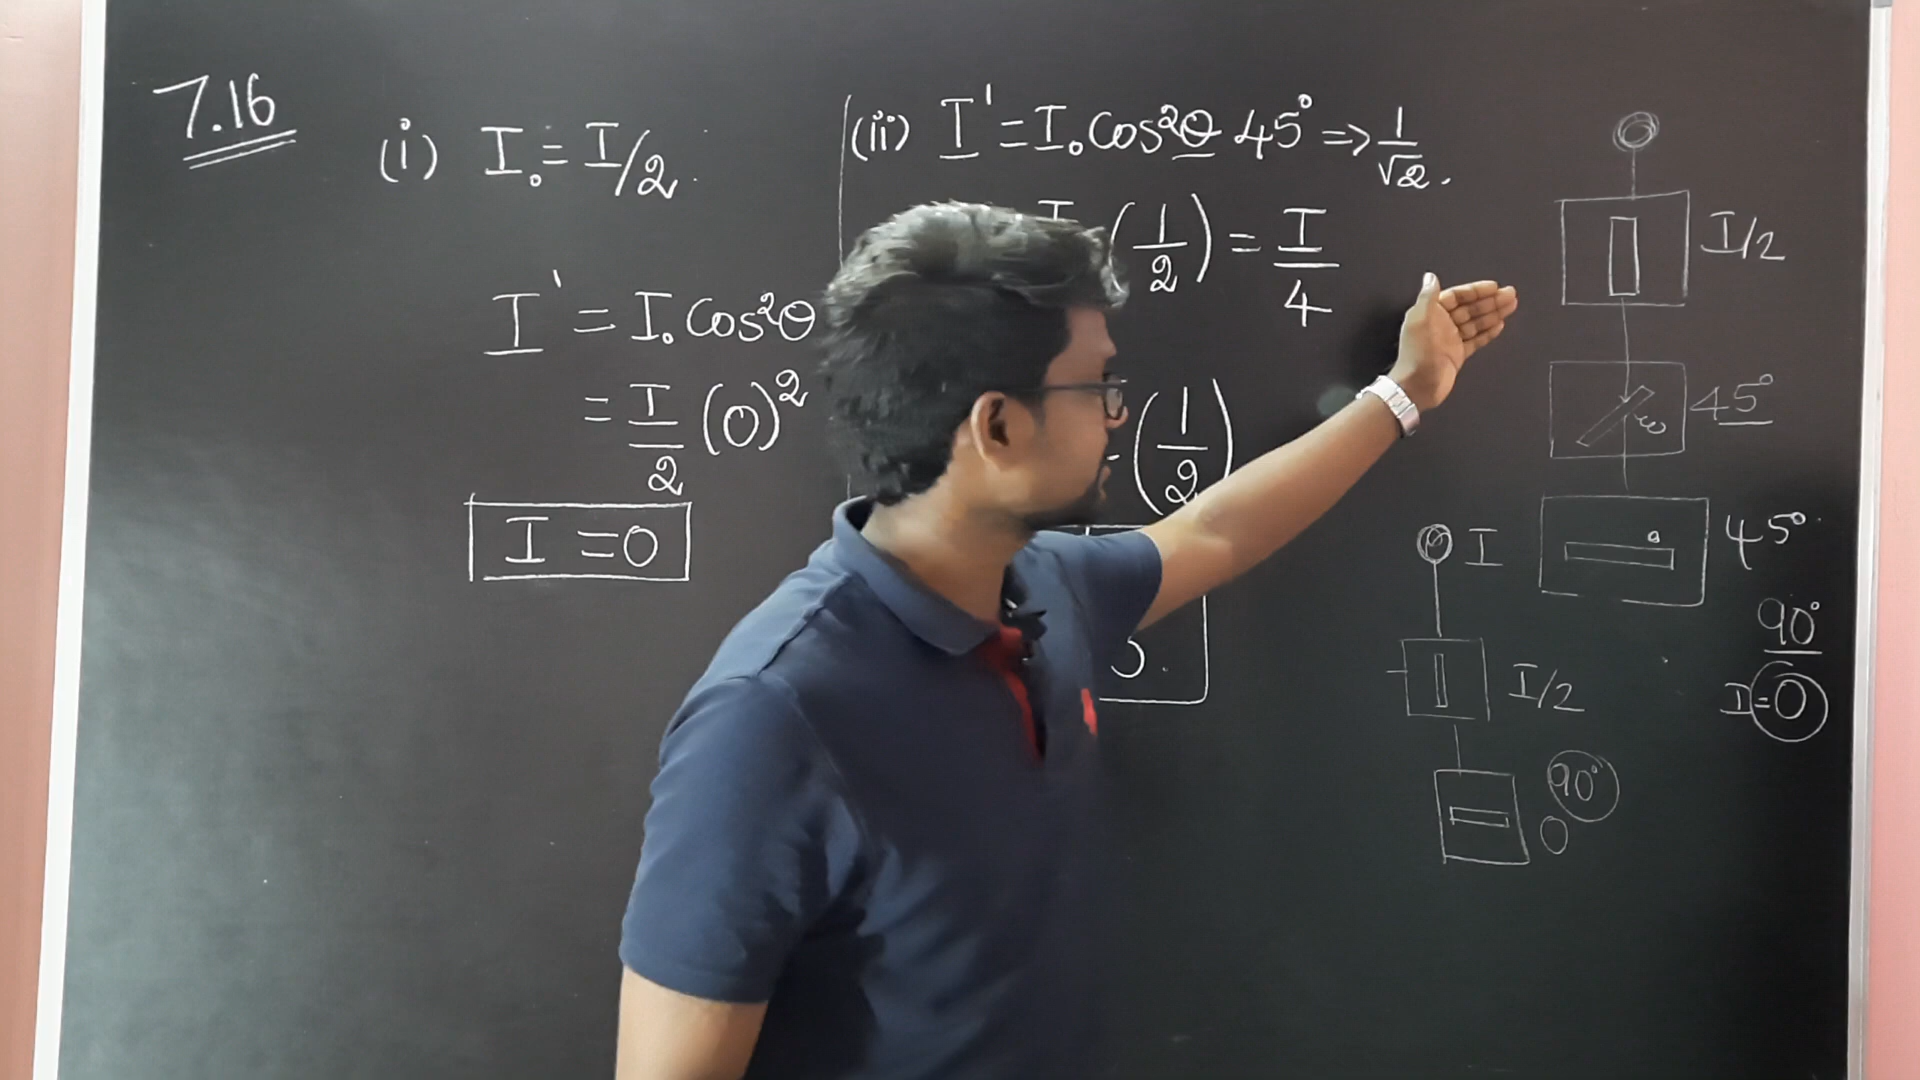 7.16
(i) I₀ = I/2.
I' = I₀ Cos²θ
= I/2 (0)²
I = 0
(ii) I' = I₀ Cos²θ 45° => 1/√2.
(1/2) = I/4
(1/2)
I/2
45°
45°
90°
I = 0
I
I/2
90°
0